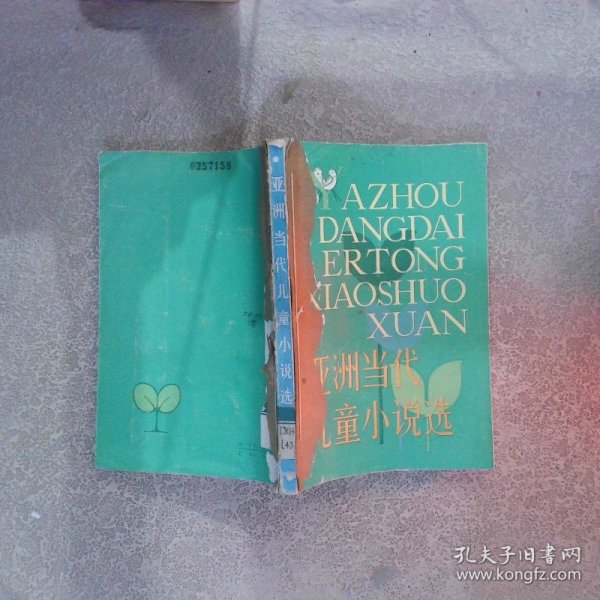 0357155
亚洲当代儿童小说选
YAZHOU
DANGDAI
ERTONG
XIAOSHUO
XUAN
亚洲当代
儿童小说选
孔夫子旧书网
www.kongfz.com